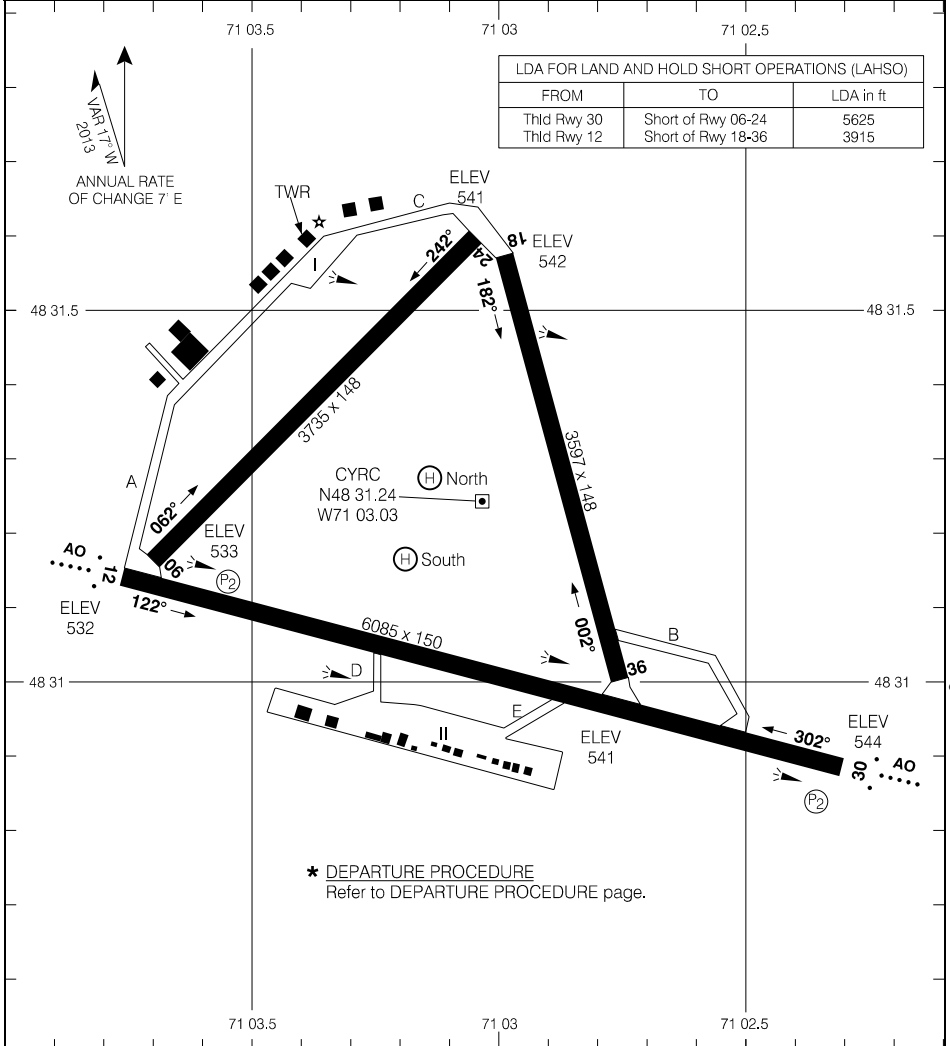 71 03.5
71 03
71 02.5
LDA FOR LAND AND HOLD SHORT OPERATIONS (LAHSO)
FROM TO LDA in ft
Thld Rwy 30 Short of Rwy 06-24 5625
Thld Rwy 12 Short of Rwy 18-36 3915
VAR 17° W
2013
ANNUAL RATE
OF CHANGE 7' E
TWR
C
ELEV
541
18
ELEV
542
242°
24
182°
I
48 31.5
48 31.5
3735 x 148
3597 x 148
CYRC
N48 31.24
W71 03.03
H North
H South
A
062°
ELEV
533
06
P2
AO
12
ELEV
532
122°
6085 x 150
002°
36
B
48 31
48 31
D
E
II
ELEV
541
302°
ELEV
544
30
AO
P2
* DEPARTURE PROCEDURE
Refer to DEPARTURE PROCEDURE page.
71 03.5
71 03
71 02.5